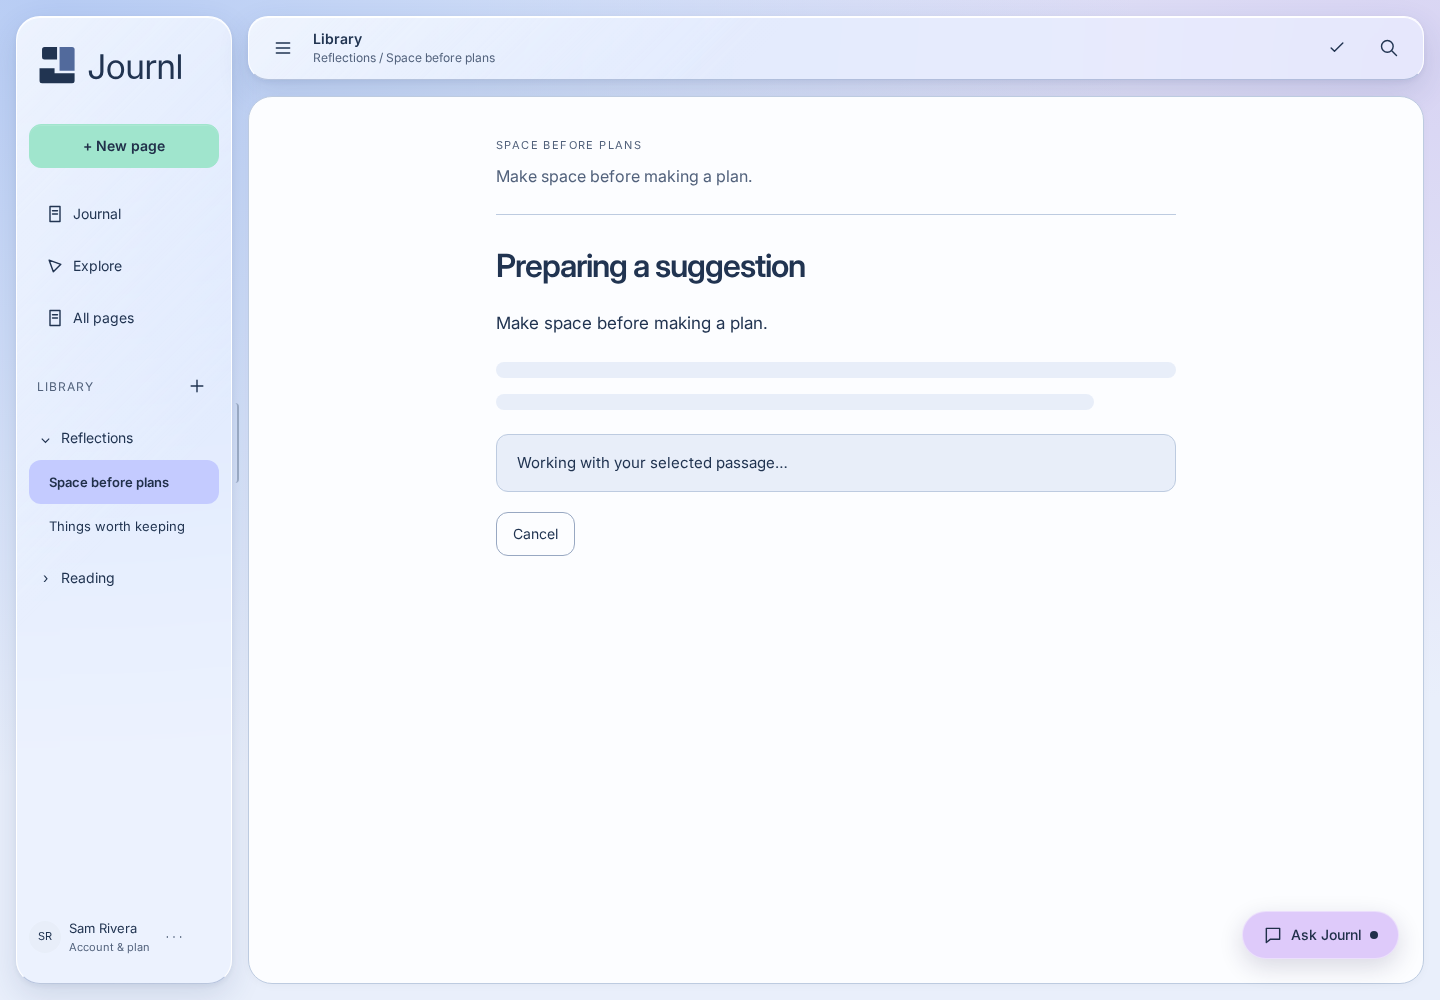 Journl
+ New page
Journal
Explore
All pages
LIBRARY
Reflections
Space before plans
Things worth keeping
Reading
SR
Sam Rivera
Account & plan
Library
Reflections / Space before plans
SPACE BEFORE PLANS
Make space before making a plan.
Preparing a suggestion
Make space before making a plan.
Working with your selected passage...
Cancel
Ask Journl